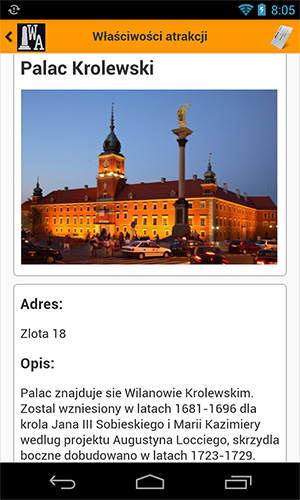 8:05
WA
Właściwości atrakcji
Palac Krolewski
Adres:
Zlota 18
Opis:
Palac znajduje sie Wilanowie Krolewskim.
Zostal wzniesiony w latach 1681-1696 dla
krola Jana III Sobieskiego i Marii Kazimiery
wedlug projektu Augustyna Locciego, skrzydla
boczne dobudowano w latach 1723-1729.